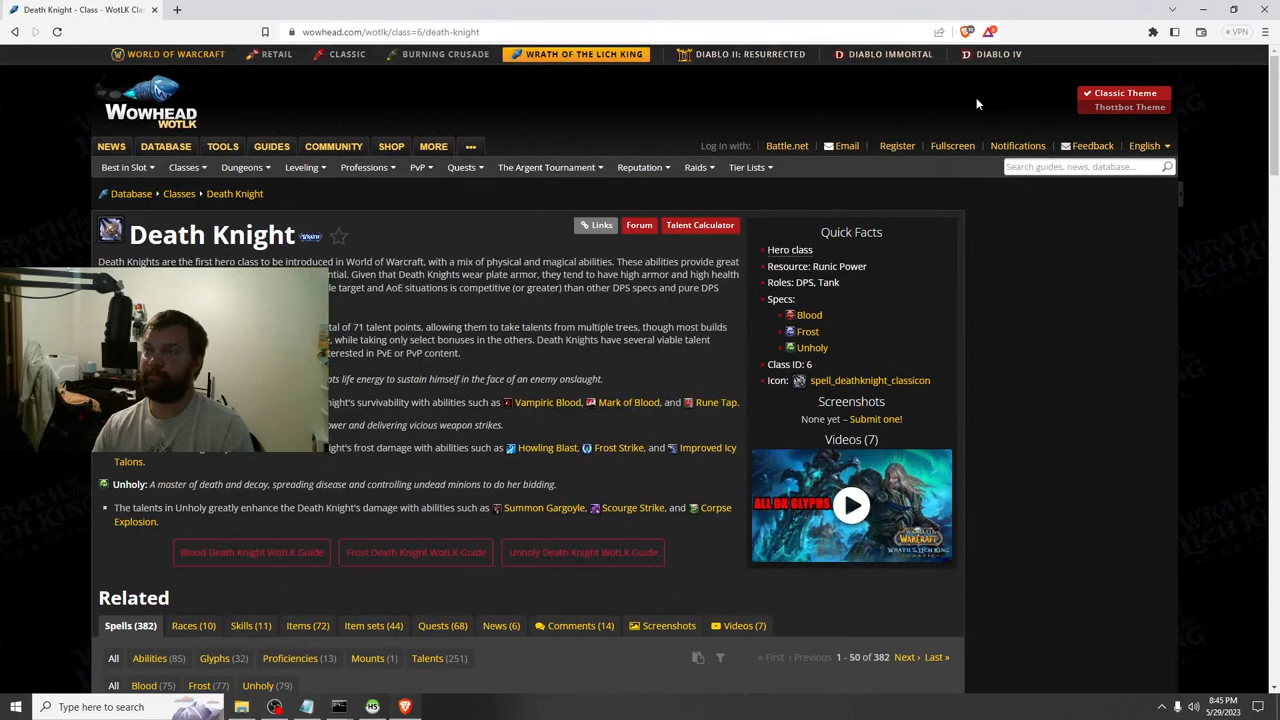 Death Knight - Class - WotLK Cla
wowhead.com/wotlk/class=6/death-knight
VPN
WORLD OF WARCRAFT
RETAIL
CLASSIC
BURNING CRUSADE
WRATH OF THE LICH KING
DIABLO II: RESURRECTED
DIABLO IMMORTAL
DIABLO IV
WOWHEAD
WOTLK
Classic Theme
Thottbot Theme
NEWS
DATABASE
TOOLS
GUIDES
COMMUNITY
SHOP
MORE
Log in with:
Battle.net
Email
Register
Fullscreen
Notifications
Feedback
English
Best in Slot
Classes
Dungeons
Leveling
Professions
PvP
Quests
The Argent Tournament
Reputation
Raids
Tier Lists
Search guides, news, database...
Database › Classes › Death Knight
Death Knight
Links
Forum
Talent Calculator
Death Knights are the first hero class to be introduced in World of Warcraft, with a mix of physical and magical abilities. These abilities provide great
ential. Given that Death Knights wear plate armor, they tend to have high armor and high health
le target and AoE situations is competitive (or greater) than other DPS specs and pure DPS
tal of 71 talent points, allowing them to take talents from multiple trees, though most builds
, while taking only select bonuses in the others. Death Knights have several viable talent
terested in PvE or PvP content.
pts life energy to sustain himself in the face of an enemy onslaught.
night's survivability with abilities such as Vampiric Blood, Mark of Blood, and Rune Tap.
ower and delivering vicious weapon strikes.
ght's frost damage with abilities such as Howling Blast, Frost Strike, and Improved Icy
Talons.
Unholy: A master of death and decay, spreading disease and controlling undead minions to do her bidding.
The talents in Unholy greatly enhance the Death Knight's damage with abilities such as Summon Gargoyle, Scourge Strike, and Corpse
Explosion.
Blood Death Knight WotLK Guide
Frost Death Knight WotLK Guide
Unholy Death Knight WotLK Guide
Quick Facts
Hero class
Resource: Runic Power
Roles: DPS, Tank
Specs:
Blood
Frost
Unholy
Class ID: 6
Icon: spell_deathknight_classicon
Screenshots
None yet – Submit one!
Videos (7)
ALL DK GLYPHS
WORLD OF WARCRAFT
WRATH OF THE LICH KING
Related
Spells (382)
Races (10)
Skills (11)
Items (72)
Item sets (44)
Quests (68)
News (6)
Comments (14)
Screenshots
Videos (7)
All
Abilities (85)
Glyphs (32)
Proficiencies (13)
Mounts (1)
Talents (251)
« First ‹ Previous 1 - 50 of 382 Next › Last »
All
Blood (75)
Frost (77)
Unholy (79)
Type here to search
HS
8:45 PM
5/29/2023